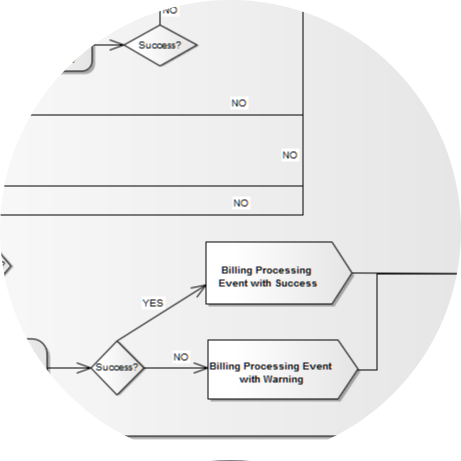 NO
Success?
NO
NO
NO
Billing Processing
Event with Success
YES
NO
Success?
Billing Processing Event
with Warning